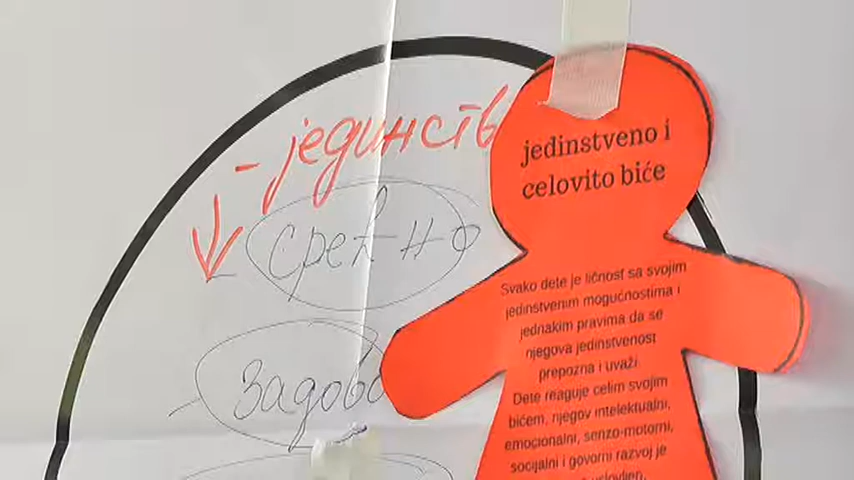 - јединств
срећно
задово
jedinstveno i
celovito biće
Svako dete je ličnost sa svojim
jedinstvenim mogućnostima i
jednakim pravima da se
njegova jedinstvenost
prepozna i uvaži
Dete reaguje celim svojim
bićem, njegov intelektualni,
emocionalni, senzo-motorni,
socijalni i govorni razvoj je